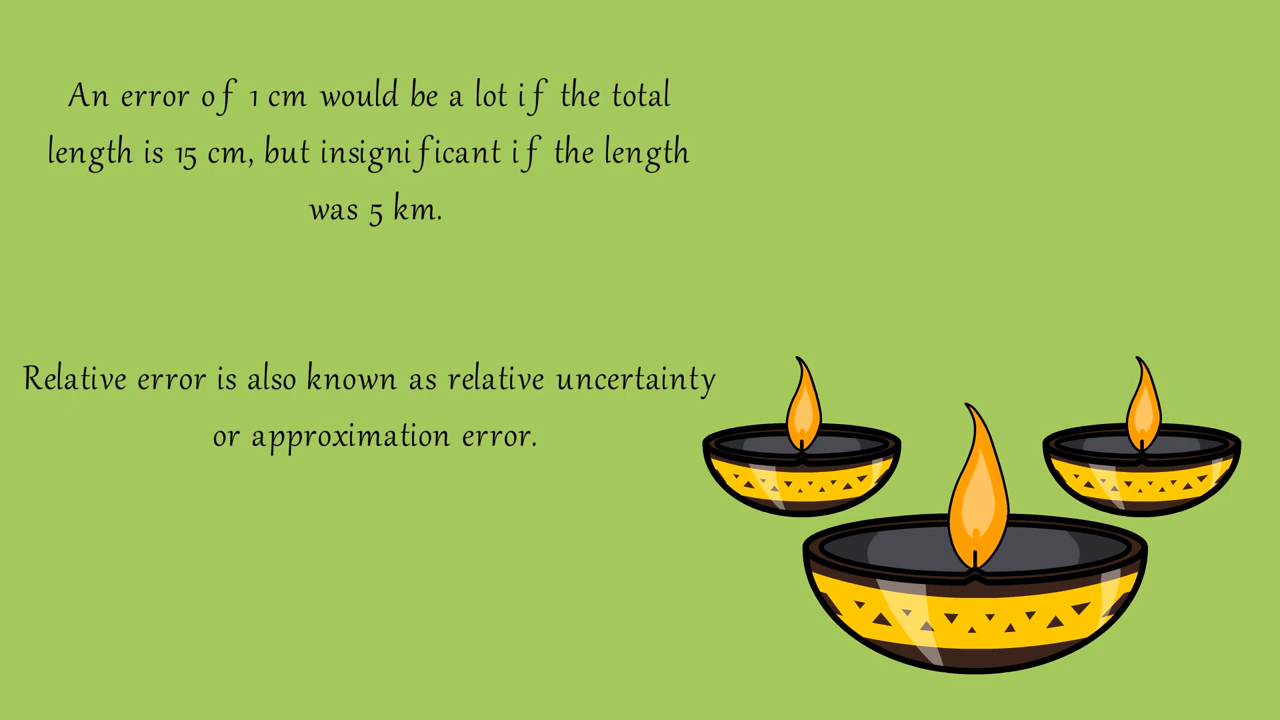 An error of 1 cm would be a lot if the total
length is 15 cm, but insignificant if the length
was 5 km.
Relative error is also known as relative uncertainty
or approximation error.